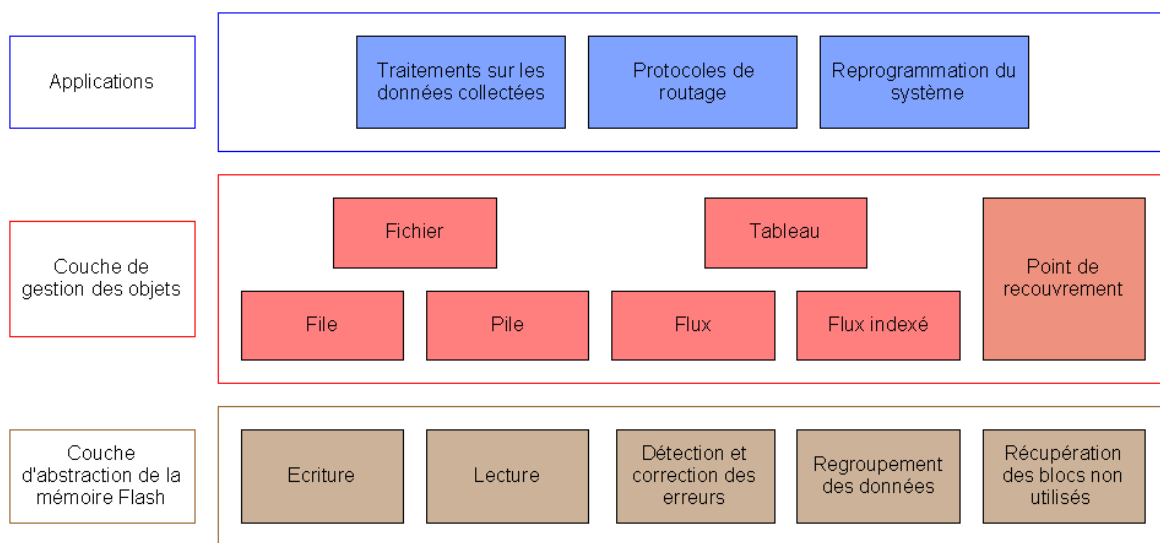 Applications
Traitements sur les
données collectées
Protocoles de
routage
Reprogrammation du
système
Couche de
gestion des objets
Fichier
Tableau
Point de
recouvrement
File
Pile
Flux
Flux indexé
Couche
d'abstraction de la
mémoire Flash
Ecriture
Lecture
Détection et
correction des
erreurs
Regroupement
des données
Récupération
des blocs non
utilisés